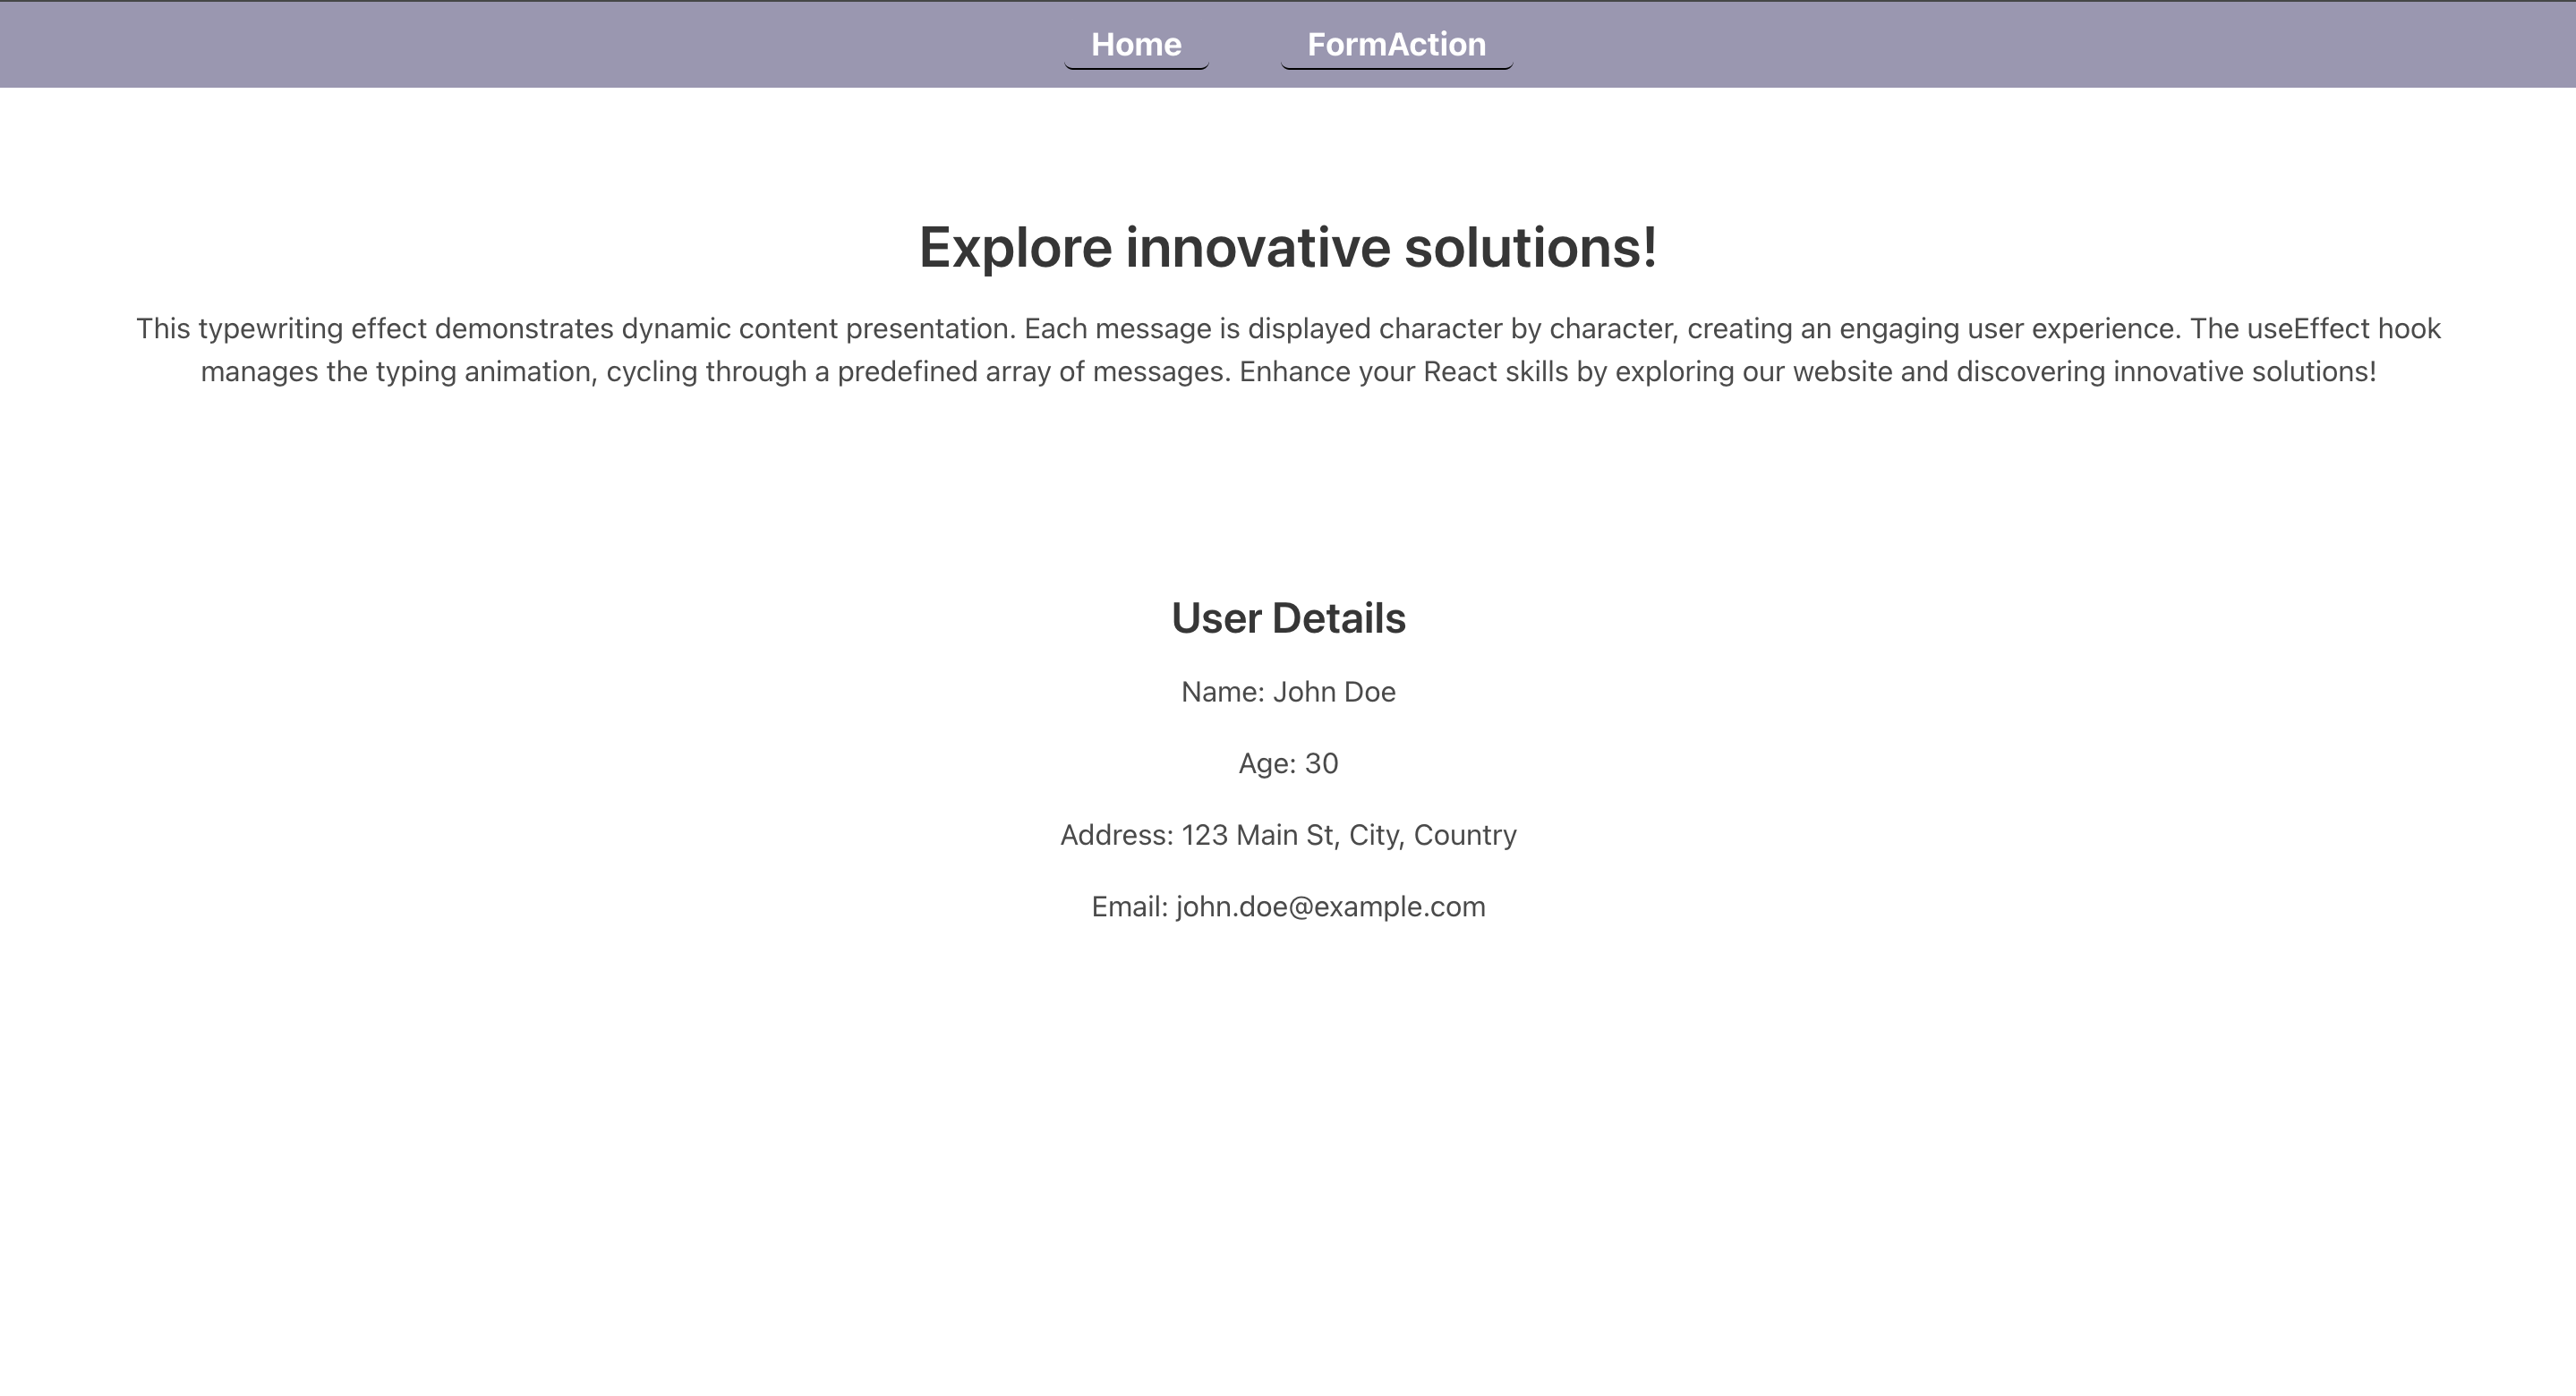 Home FormAction
Explore innovative solutions!
This typewriting effect demonstrates dynamic content presentation. Each message is displayed character by character, creating an engaging user experience. The useEffect hook
manages the typing animation, cycling through a predefined array of messages. Enhance your React skills by exploring our website and discovering innovative solutions!
User Details
Name: John Doe
Age: 30
Address: 123 Main St, City, Country
Email: john.doe@example.com